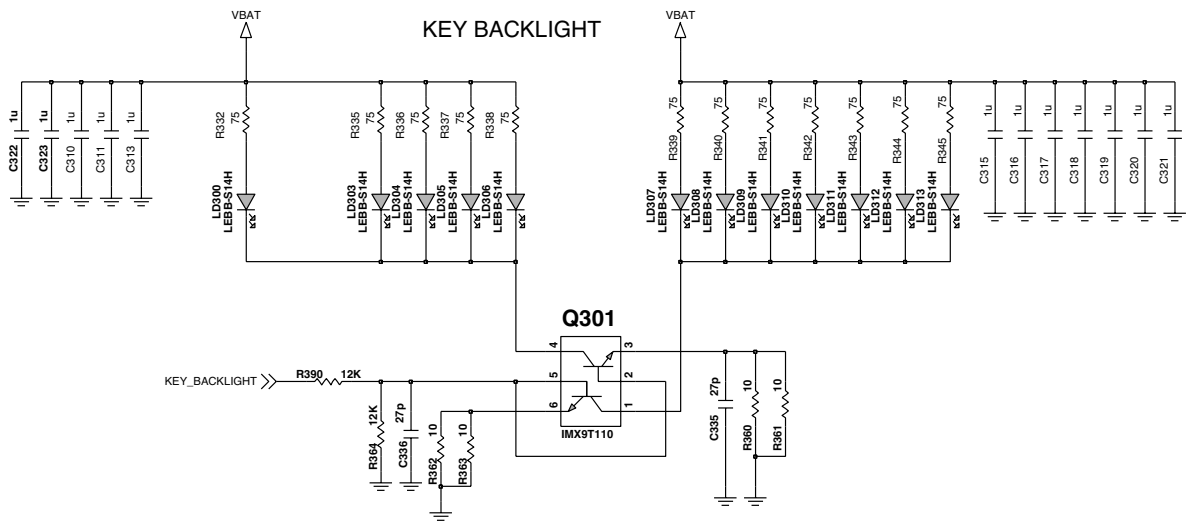 KEY BACKLIGHT
VBAT
VBAT
1u
C322
1u
C323
1u
C310
1u
C311
1u
C313
R332
75
R335
75
R336
75
R337
75
R338
75
75
R339
75
R340
75
R341
75
R342
75
R343
75
R344
75
R345
1u
C315
1u
C316
1u
C317
1u
C318
1u
C319
1u
C320
1u
C321
LD300
LEBB-S14H
LD303
LEBB-S14H
LD304
LEBB-S14H
LD305
LEBB-S14H
LD306
LEBB-S14H
LD307
LEBB-S14H
LD308
LEBB-S14H
LD309
LEBB-S14H
LD310
LEBB-S14H
LD311
LEBB-S14H
LD312
LEBB-S14H
LD313
LEBB-S14H
Q301
4
3
5
2
6
1
IMX9T110
KEY_BACKLIGHT
R390 12K
12K
R364
27p
C336
10
R362
10
R363
27p
C335
10
R360
10
R361